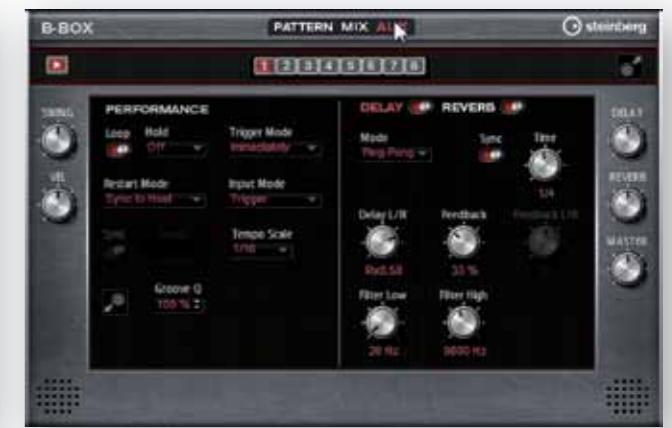 B-BOX
PATTERN MIX AUX
steinberg
1 2 3 4 5 6 7 8
SWING
VEL
PERFORMANCE
Loop Hold Trigger Mode
Off Immediately
Restart Mode Input Mode
Sync to Host Trigger
Sync Tempo Scale
1/16
Groove Q
100 %
DELAY REVERB
Mode Sync Time
Ping Pong
1/4
Delay L/R Feedback Feedback L/R
Rx0.50 33 %
Filter Low Filter High
20 Hz
DELAY
REVERB
MASTER